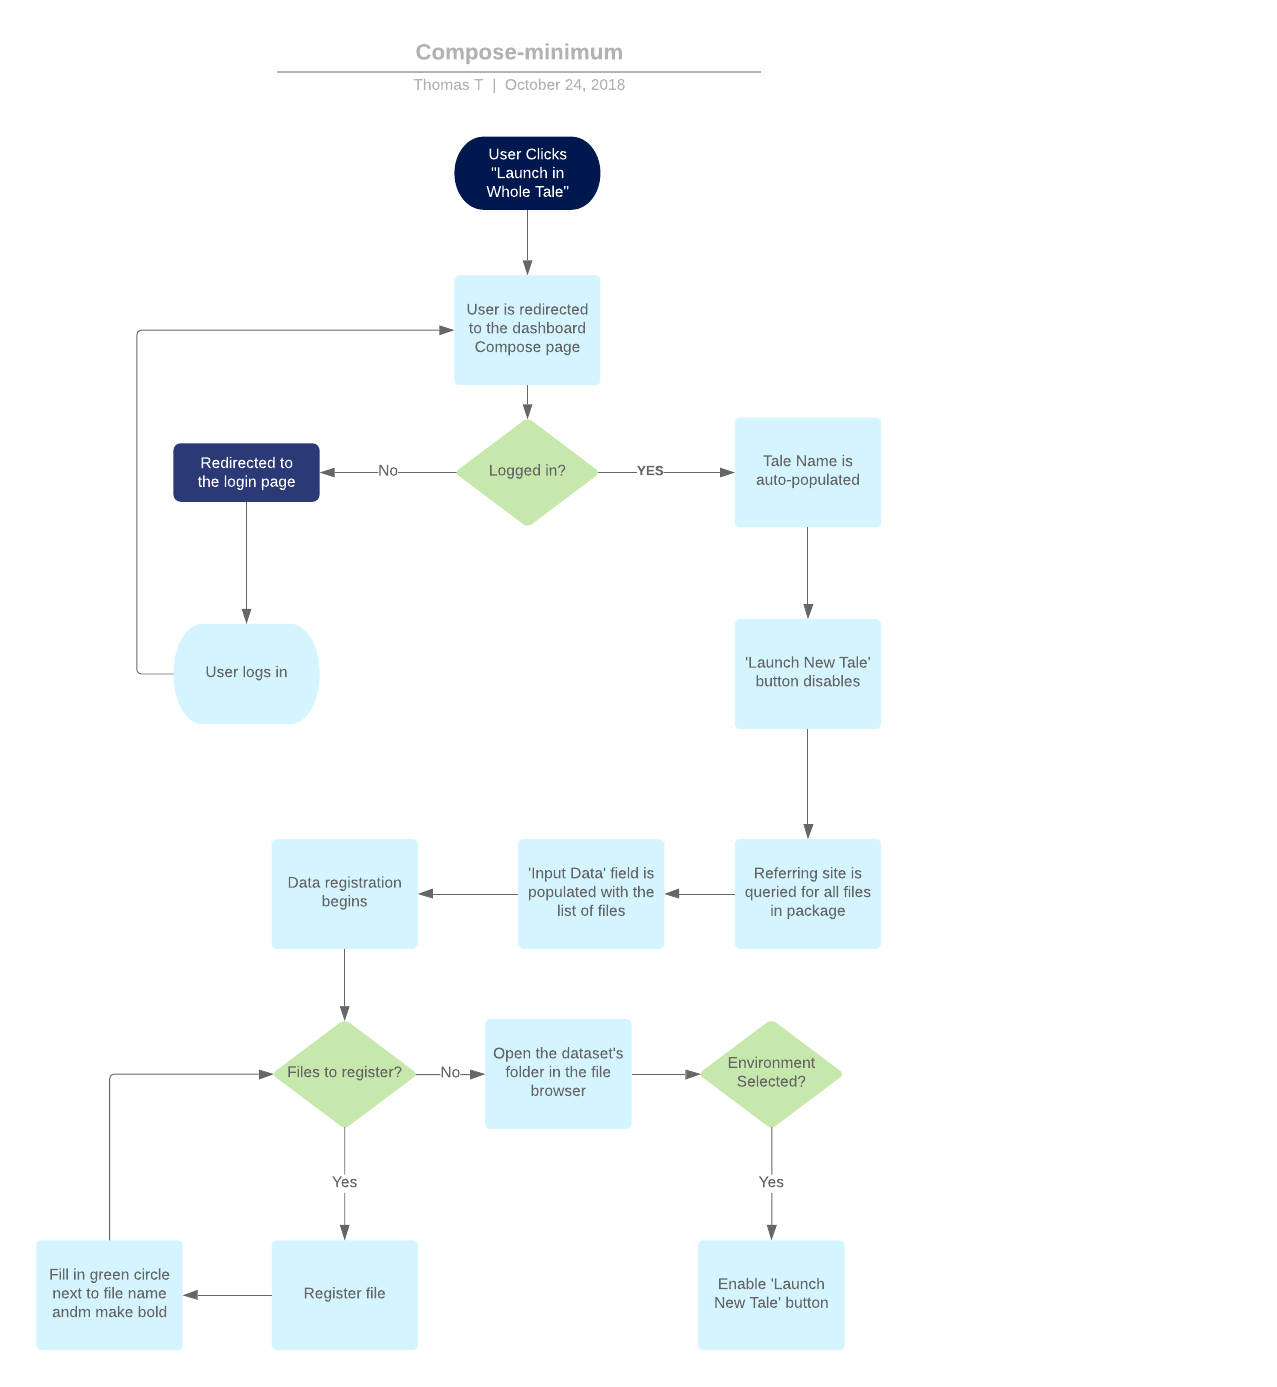 Compose-minimum
Thomas T | October 24, 2018
User Clicks
"Launch in
Whole Tale"
User is redirected
to the dashboard
Compose page
Logged in?
No
YES
Redirected to
the login page
Tale Name is
auto-populated
User logs in
'Launch New Tale'
button disables
Referring site is
queried for all files
in package
'Input Data' field is
populated with the
list of files
Data registration
begins
Files to register?
No
Open the dataset's
folder in the file
browser
Environment
Selected?
Yes
Yes
Register file
Fill in green circle
next to file name
andm make bold
Enable 'Launch
New Tale' button